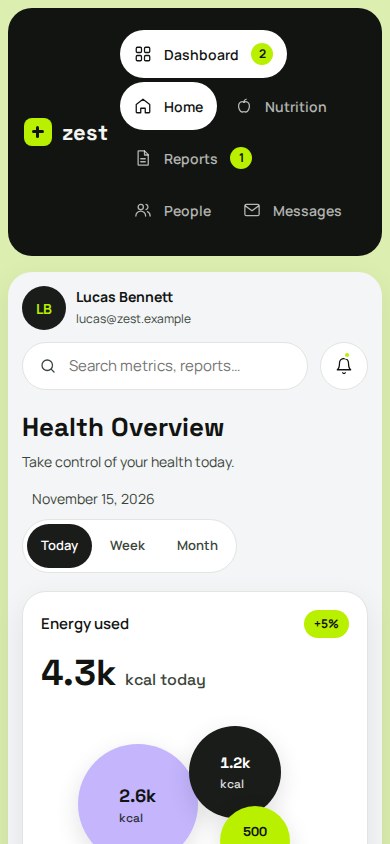 zest
Dashboard 2
Home Nutrition
Reports 1
People Messages
LB
Lucas Bennett
lucas@zest.example
Search metrics, reports...
Health Overview
Take control of your health today.
November 15, 2026
Today Week Month
Energy used +5%
4.3k kcal today
1.2k
kcal
2.6k
kcal
500